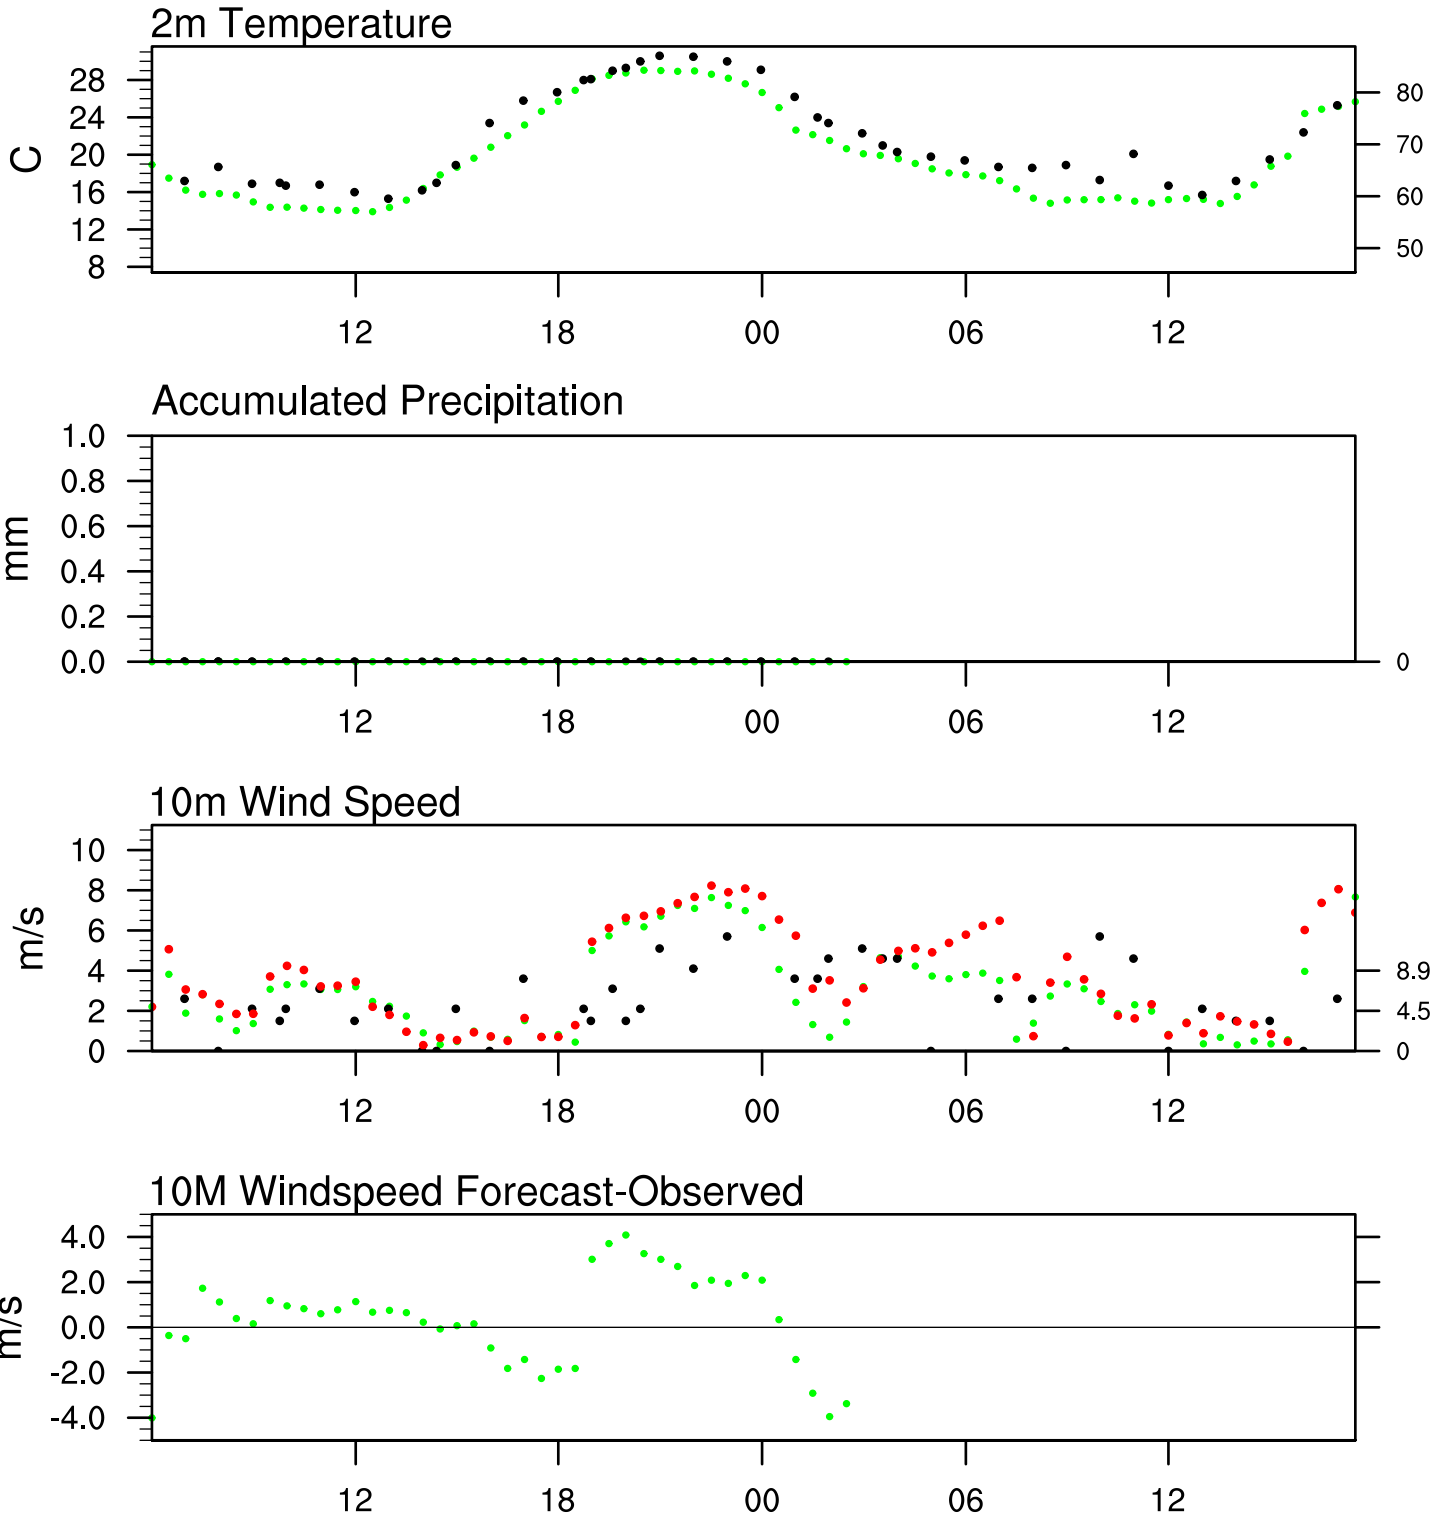 2m Temperature
28
24
20
16
12
8
C
80
70
60
50
12 18 00 06 12
Accumulated Precipitation
1.0
0.8
0.6
0.4
0.2
0.0
mm
0
12 18 00 06 12
10m Wind Speed
10
8
6
4
2
0
m/s
8.9
4.5
0
12 18 00 06 12
10M Windspeed Forecast-Observed
4.0
2.0
0.0
-2.0
-4.0
m/s
12 18 00 06 12